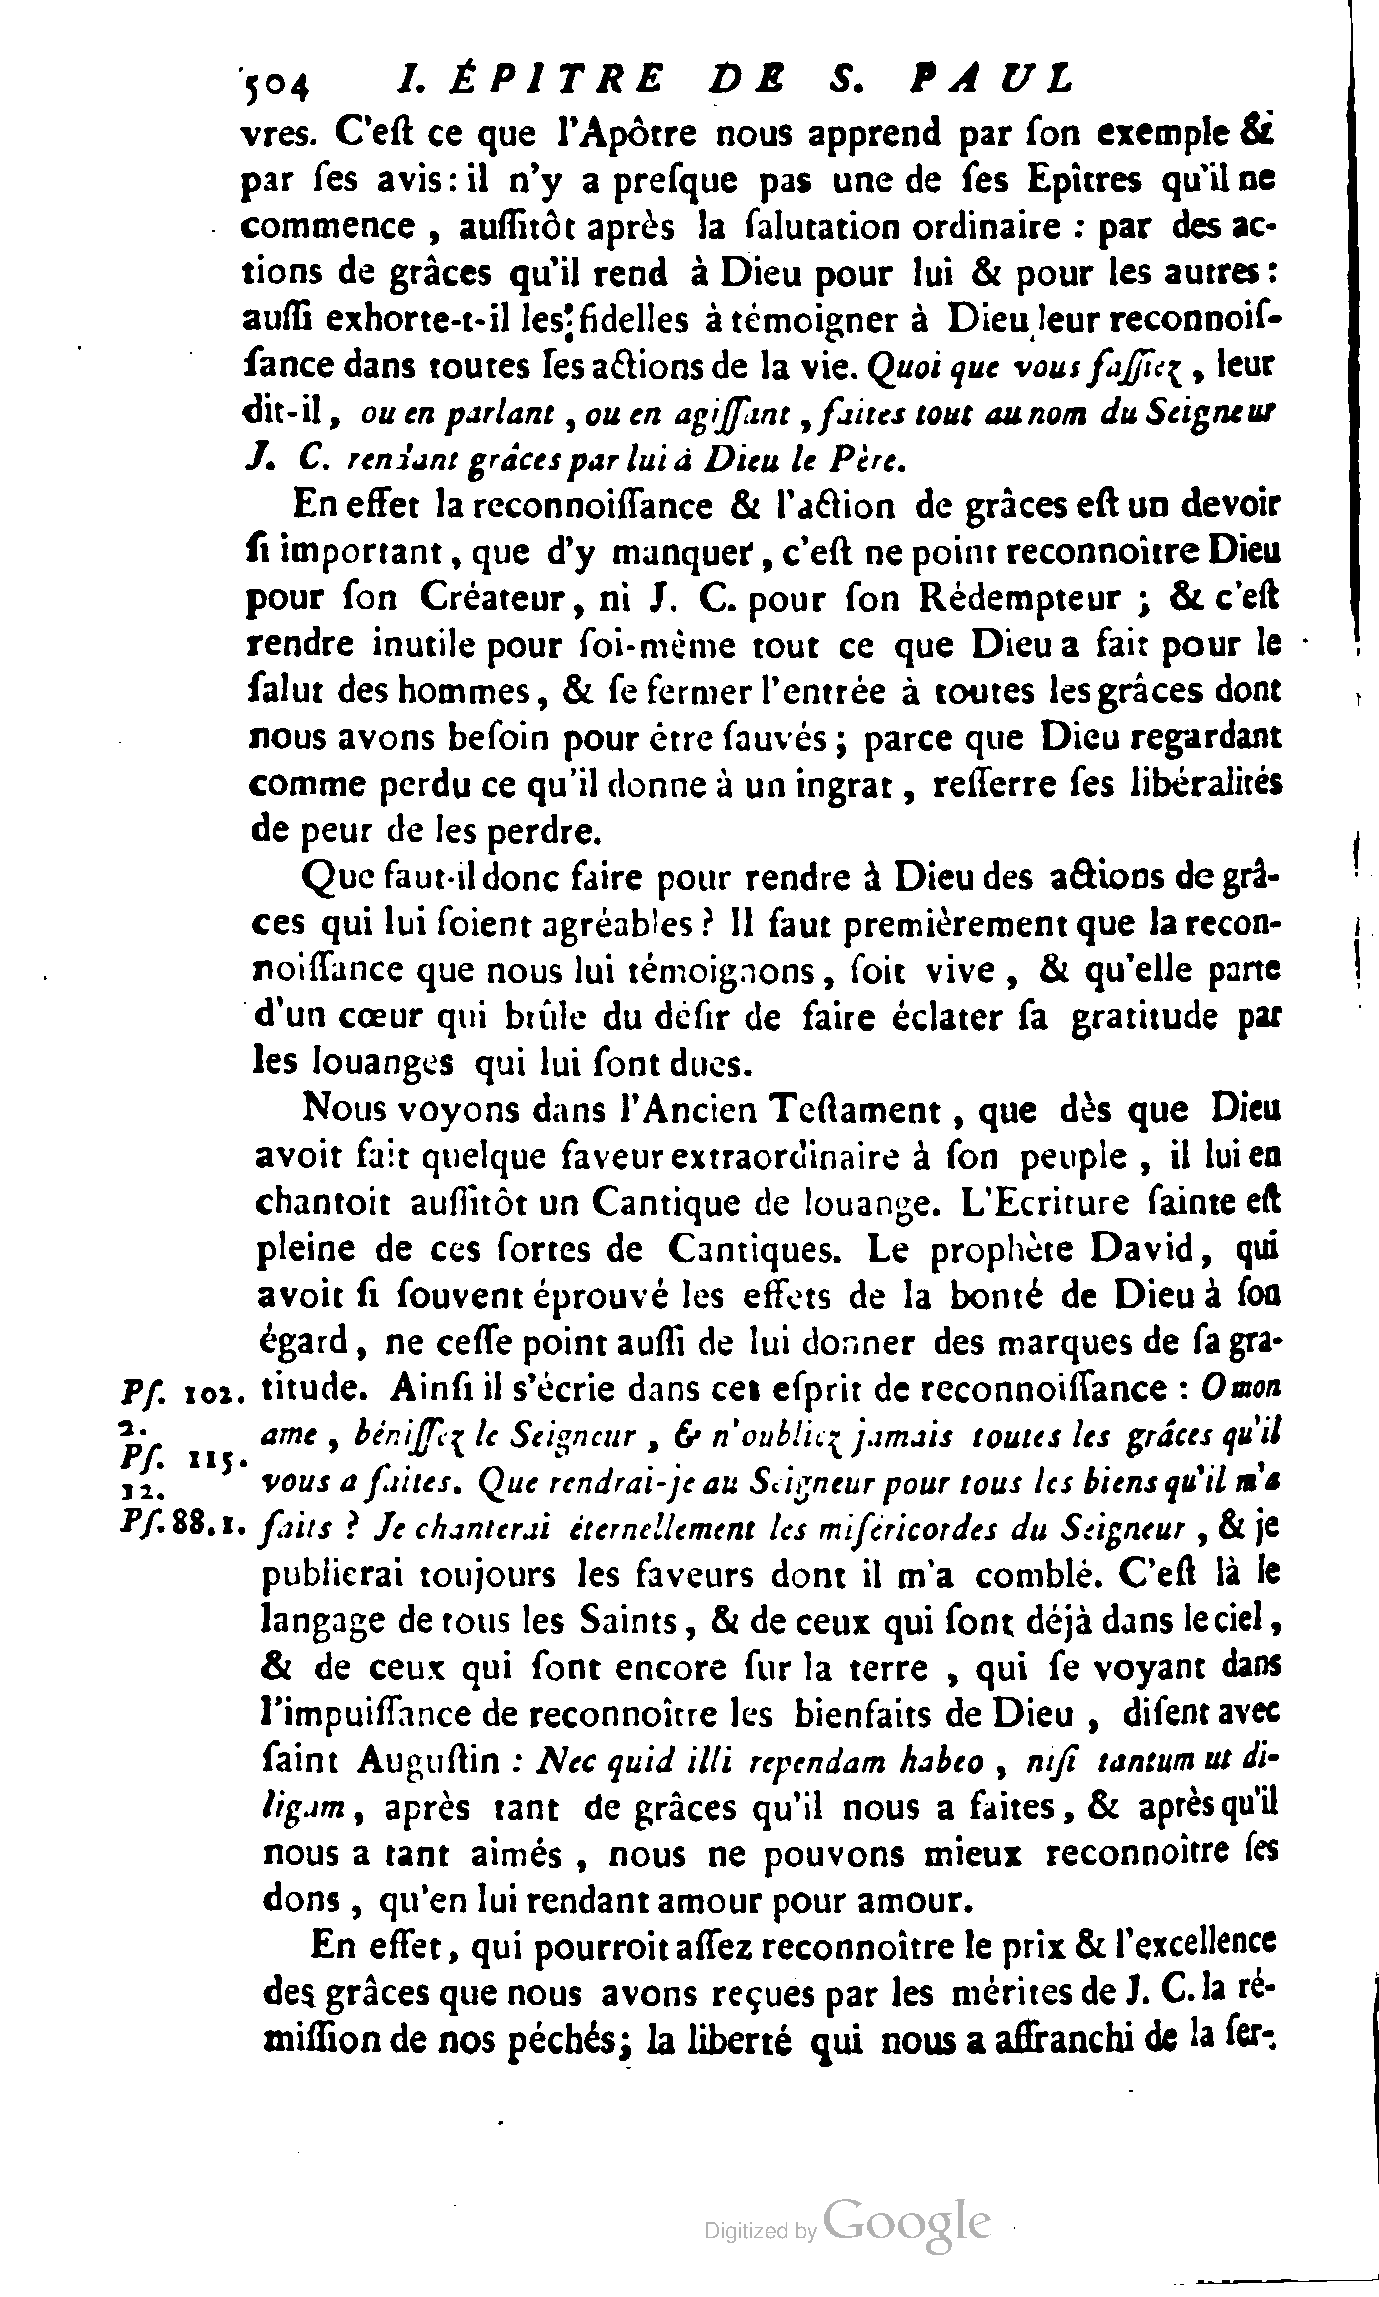 504 I. ÉPITRE DE S. PAUL
vres. C'eſt ce que l'Apôtre nous apprend par ſon exemple &
par ſes avis: il n'y a preſque pas une de ſes Epîtres qu'il ne
commence, auſſitôt après la ſalutation ordinaire : par des ac-
tions de grâces qu'il rend à Dieu pour lui & pour les autres :
auſſi exhorte-t-il les fidelles à témoigner à Dieu leur reconnoiſ-
ſance dans toutes les actions de la vie. Quoi que vous faſſiez, leur
dit-il, ou en parlant, ou en agiſſant, faites tout au nom du Seigneur
J. C. rendant grâces par lui à Dieu le Père.
En effet la reconnoiſſance & l'action de grâces eſt un devoir
ſi important, que d'y manquer, c'eſt ne point reconnoître Dieu
pour ſon Créateur, ni J. C. pour ſon Rédempteur ; & c'eſt
rendre inutile pour ſoi-même tout ce que Dieu a fait pour le
ſalut des hommes, & ſe fermer l'entrée à toutes les grâces dont
nous avons beſoin pour être ſauvés ; parce que Dieu regardant
comme perdu ce qu'il donne à un ingrat, reſſerre ſes libéralités
de peur de les perdre.
Que faut-il donc faire pour rendre à Dieu des actions de grâ-
ces qui lui ſoient agréables ? Il faut premièrement que la recon-
noiſſance que nous lui témoignons, ſoit vive, & qu'elle parte
d'un cœur qui brûle du déſir de faire éclater ſa gratitude par
les louanges qui lui ſont dues.
Nous voyons dans l'Ancien Teſtament, que dès que Dieu
avoit fait quelque faveur extraordinaire à ſon peuple, il lui en
chantoit auſſitôt un Cantique de louange. L'Ecriture ſainte eſt
pleine de ces ſortes de Cantiques. Le prophète David, qui
avoit ſi ſouvent éprouvé les effets de la bonté de Dieu à ſon
égard, ne ceſſe point auſſi de lui donner des marques de ſa gra-
Pſ. 102. titude. Ainſi il s'écrie dans cet eſprit de reconnoiſſance : O mon
2. ame, béniſſez le Seigneur, & n'oubliez jamais toutes les grâces qu'il
Pſ. 115.
12. vous a faites. Que rendrai-je au Seigneur pour tous les biens qu'il m'a
Pſ. 88. 1. faits ? Je chanterai éternellement les miſéricordes du Seigneur, & je
publierai toujours les faveurs dont il m'a comblé. C'eſt là le
langage de tous les Saints, & de ceux qui ſont déjà dans le ciel,
& de ceux qui ſont encore ſur la terre, qui ſe voyant dans
l'impuiſſance de reconnoître les bienfaits de Dieu, diſent avec
ſaint Auguſtin : Nec quid illi rependam habeo, niſi tantum ut di-
ligam, après tant de grâces qu'il nous a faites, & après qu'il
nous a tant aimés, nous ne pouvons mieux reconnoître ſes
dons, qu'en lui rendant amour pour amour.
En effet, qui pourroit aſſez reconnoître le prix & l'excellence
des grâces que nous avons reçues par les mérites de J. C. la ré-
miſſion de nos péchés; la liberté qui nous a affranchi de la ſer-
Digitized by Google